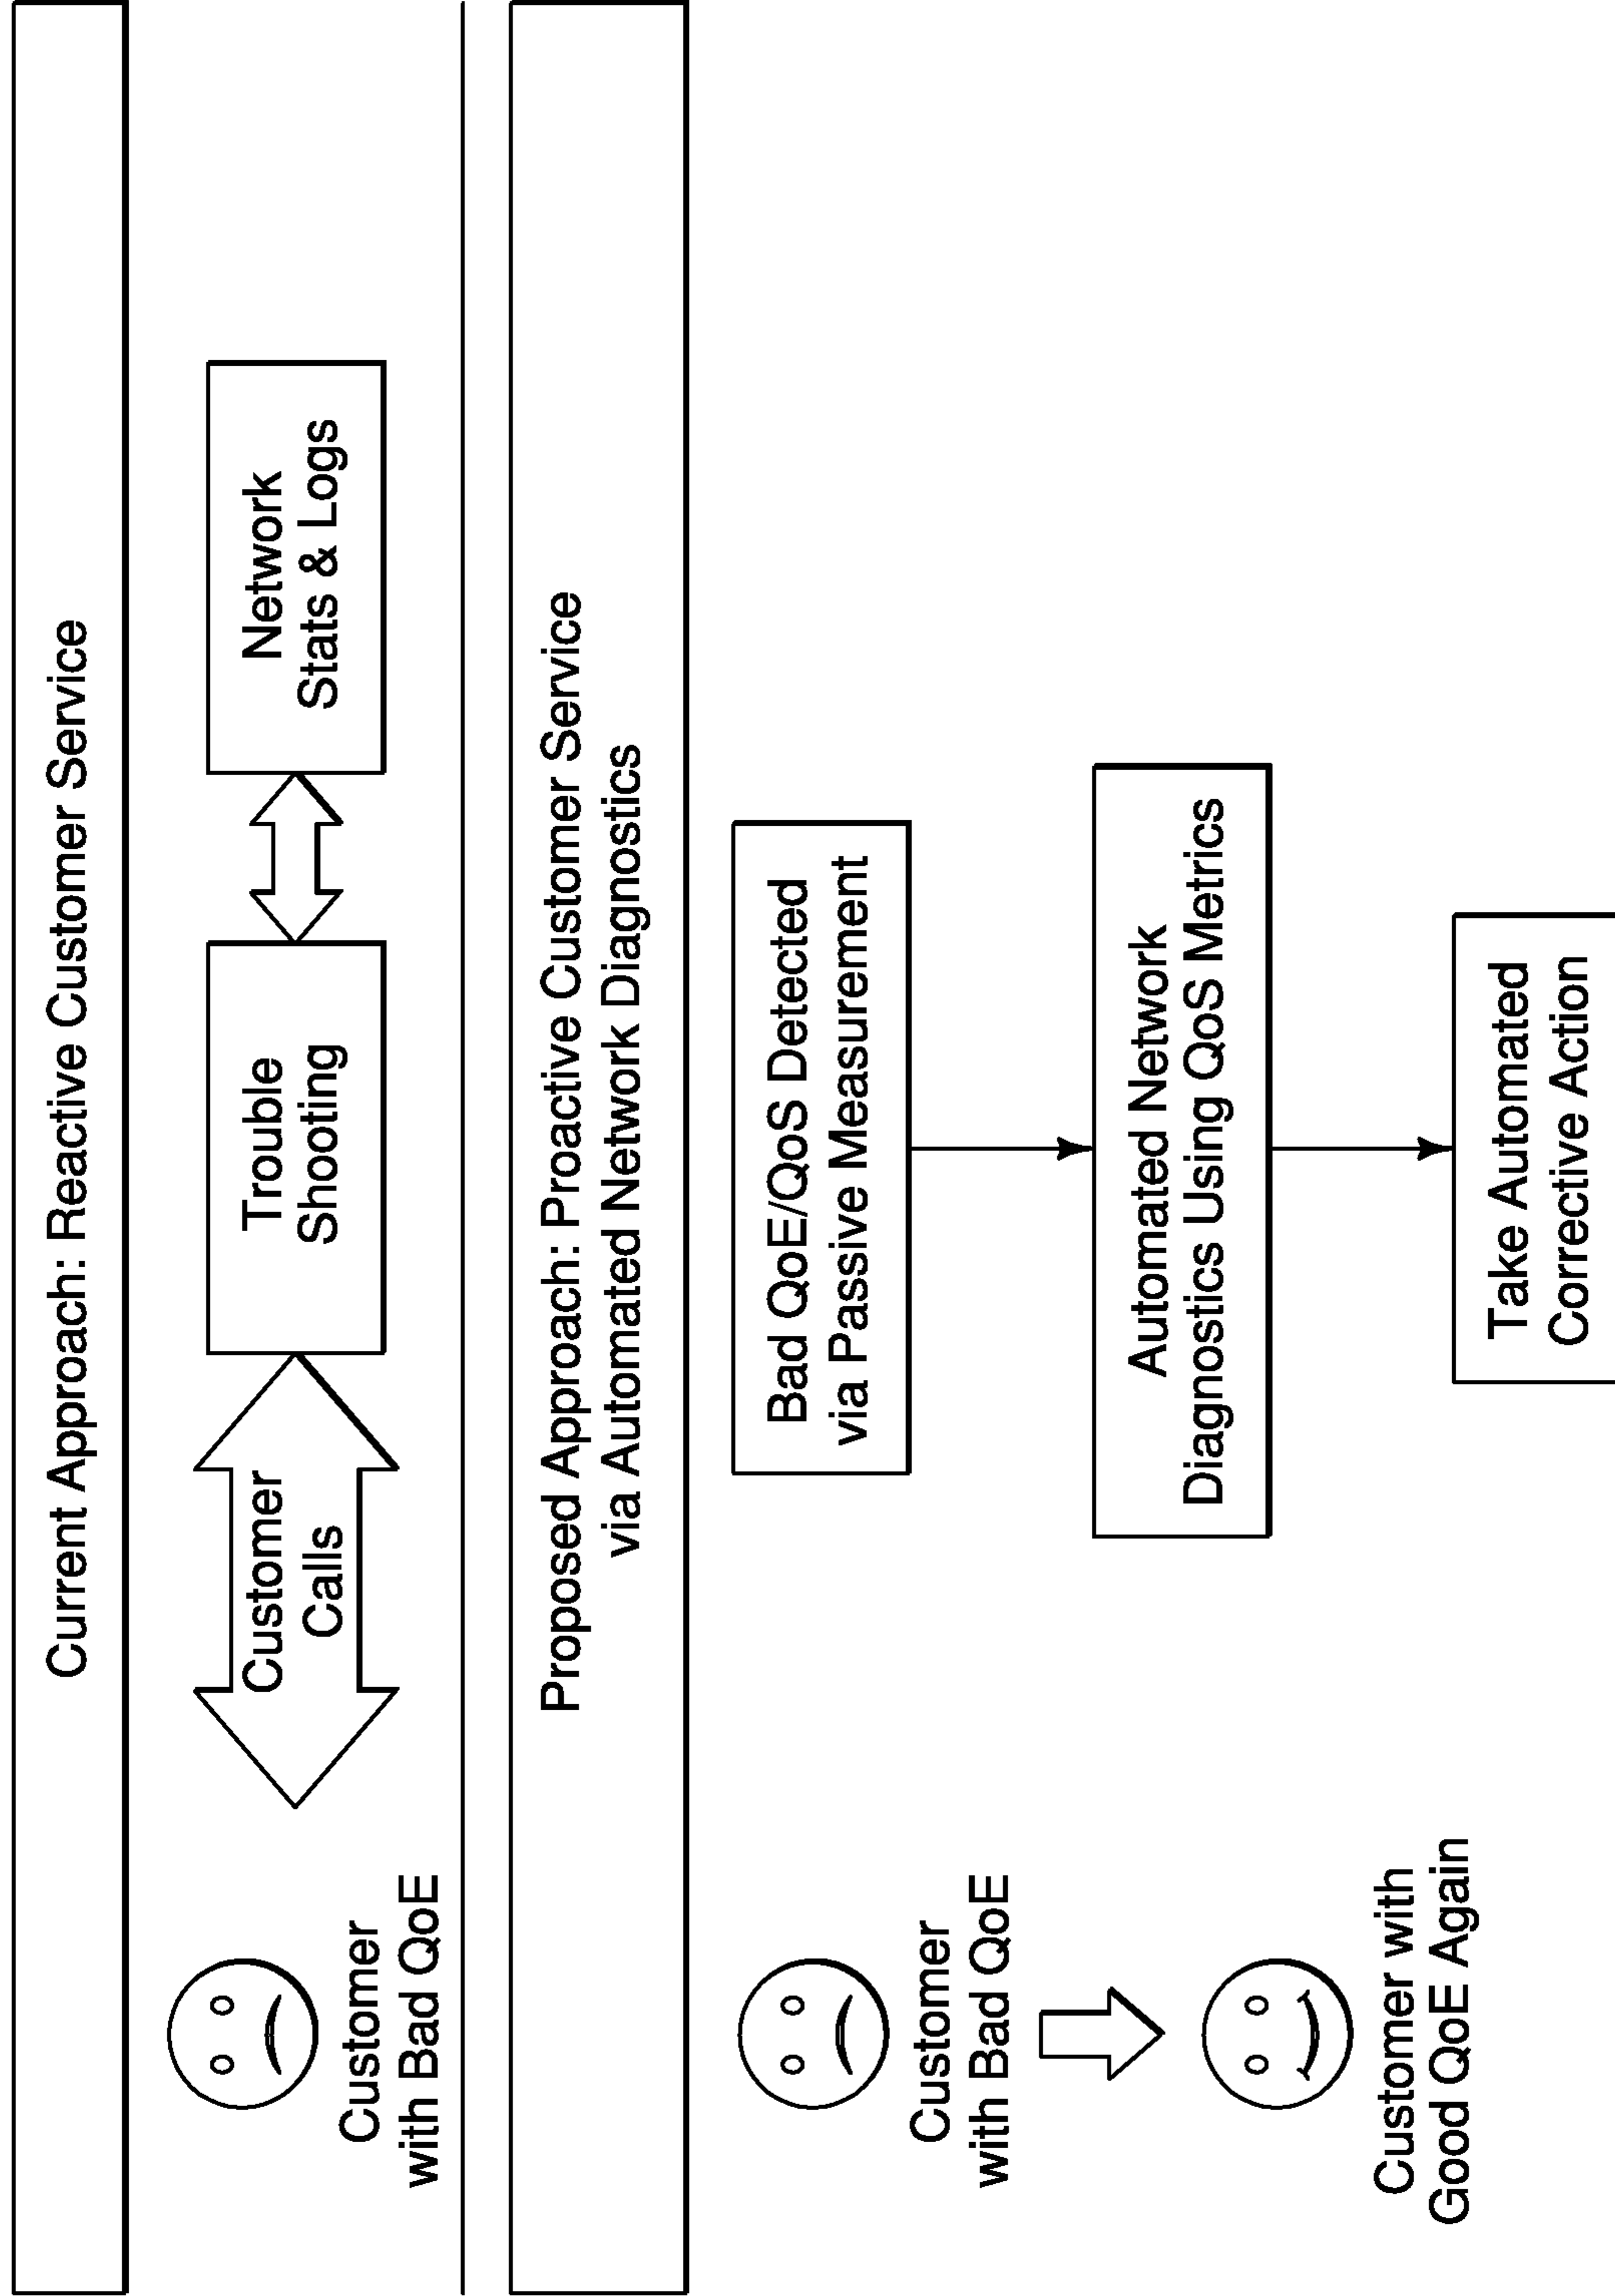 Current Approach: Reactive Customer Service
Customer
with Bad QoE
Customer
Calls
Trouble
Shooting
Network
Stats & Logs
Proposed Approach: Proactive Customer Service
via Automated Network Diagnostics
Customer
with Bad QoE
Customer with
Good QoE Again
Bad QoE/QoS Detected
via Passive Measurement
Automated Network
Diagnostics Using QoS Metrics
Take Automated
Corrective Action